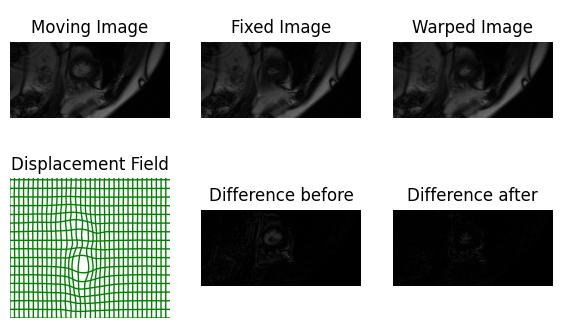 Moving Image
Fixed Image
Warped Image
Displacement Field
Difference before
Difference after